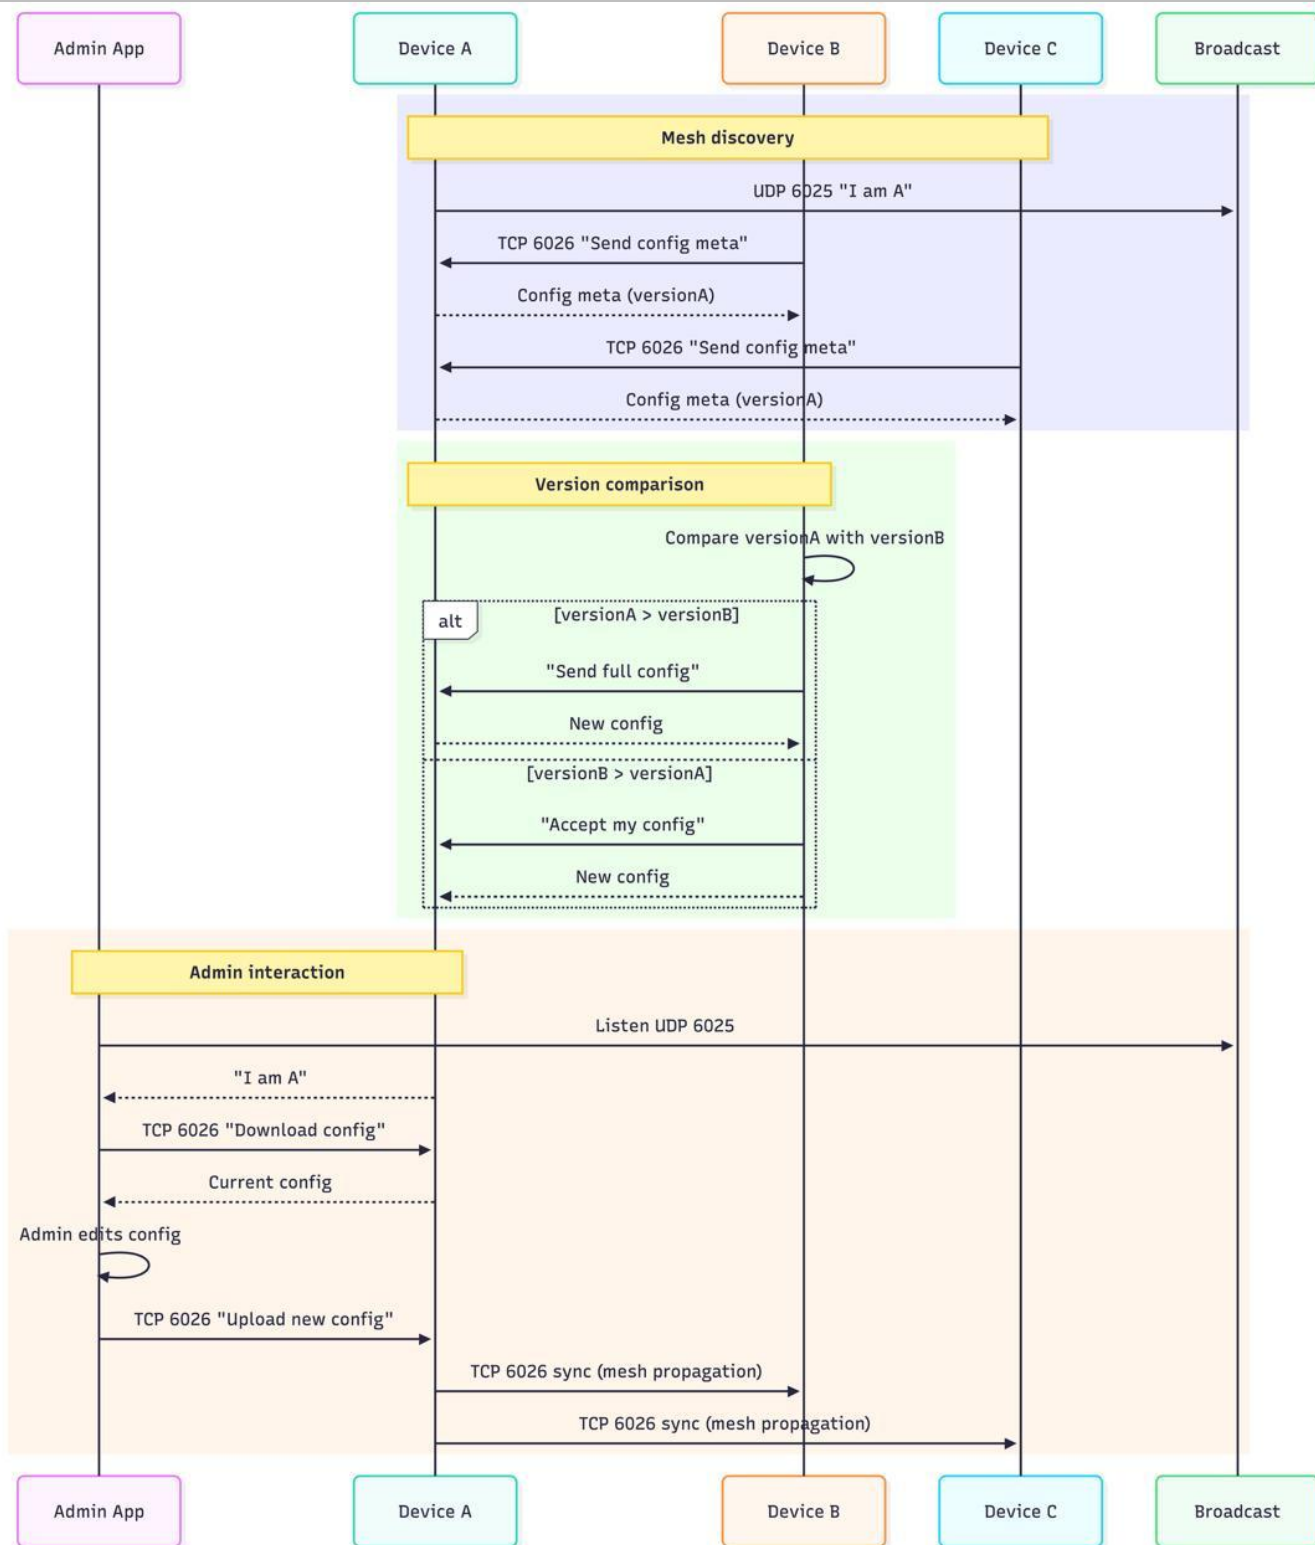 Admin App
Device A
Device B
Device C
Broadcast
Mesh discovery
UDP 6025 "I am A"
TCP 6026 "Send config meta"
Config meta (versionA)
TCP 6026 "Send config meta"
Config meta (versionA)
Version comparison
Compare versionA with versionB
alt
[versionA > versionB]
"Send full config"
New config
[versionB > versionA]
"Accept my config"
New config
Admin interaction
Listen UDP 6025
"I am A"
TCP 6026 "Download config"
Current config
Admin edits config
TCP 6026 "Upload new config"
TCP 6026 sync (mesh propagation)
TCP 6026 sync (mesh propagation)
Admin App
Device A
Device B
Device C
Broadcast